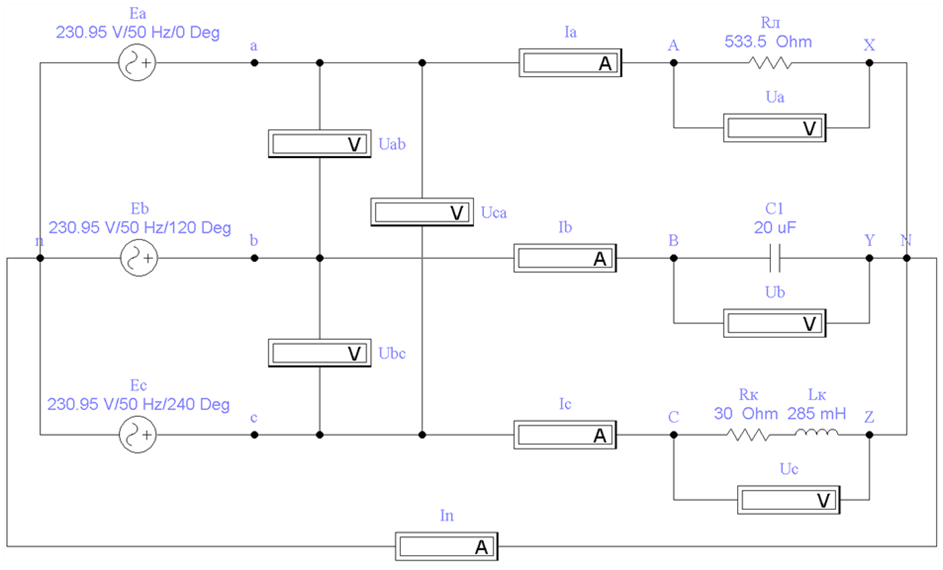 Ea
230.95 V/50 Hz/0 Deg
a
Ia
A
A
Rл
533.5 Ohm
X
Ua
V
V
Uab
V
Uca
Eb
230.95 V/50 Hz/120 Deg
n
b
Ib
A
B
C1
20 uF
Y
N
Ub
V
V
Ubc
Ec
230.95 V/50 Hz/240 Deg
c
Ic
A
C
Rк
30 Ohm
Lк
285 mH
Z
Uc
V
In
A